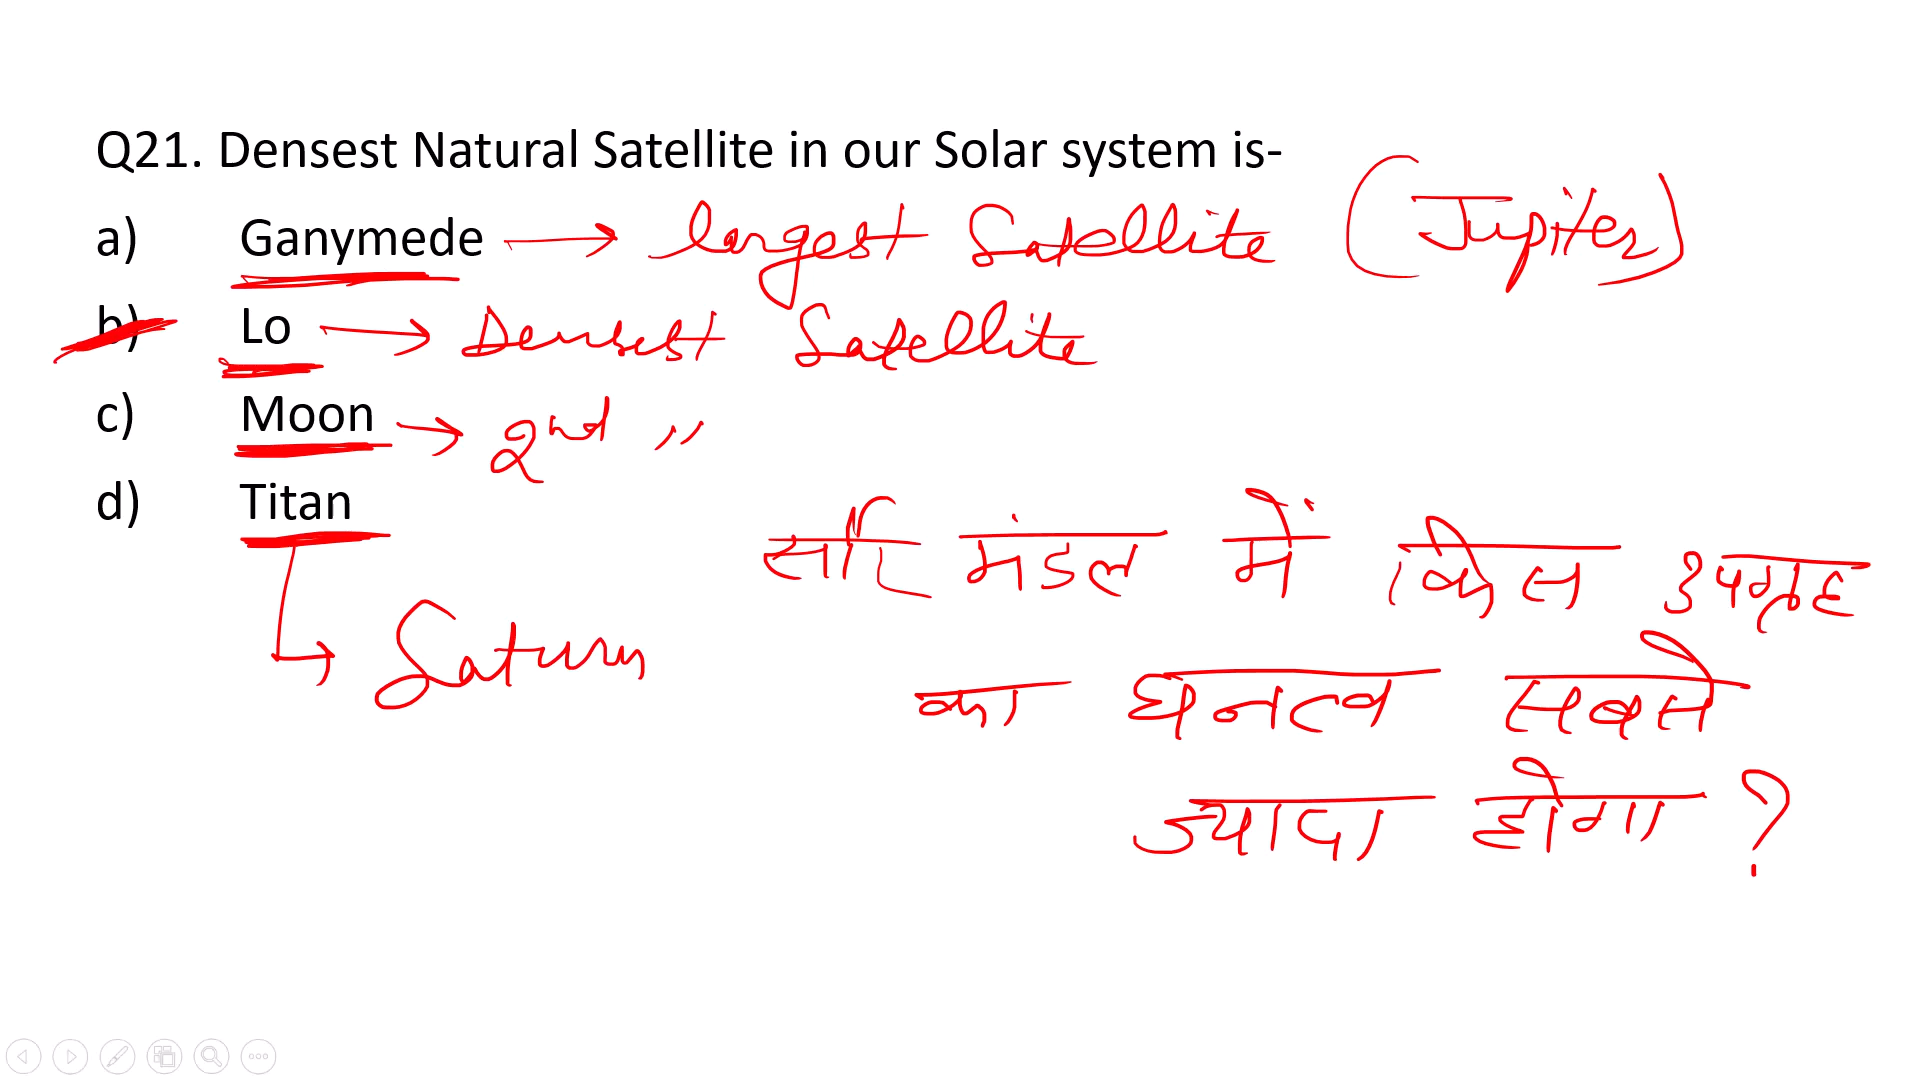 Q21. Densest Natural Satellite in our Solar system is-
a) Ganymede → largest Satellite (Jupiter)
b) Lo → Densest Satellite
c) Moon → 2nd "
d) Titan
Saturn
सौर मंडल में किस उपग्रह
का घनत्व सबसे
ज्यादा होगा ?